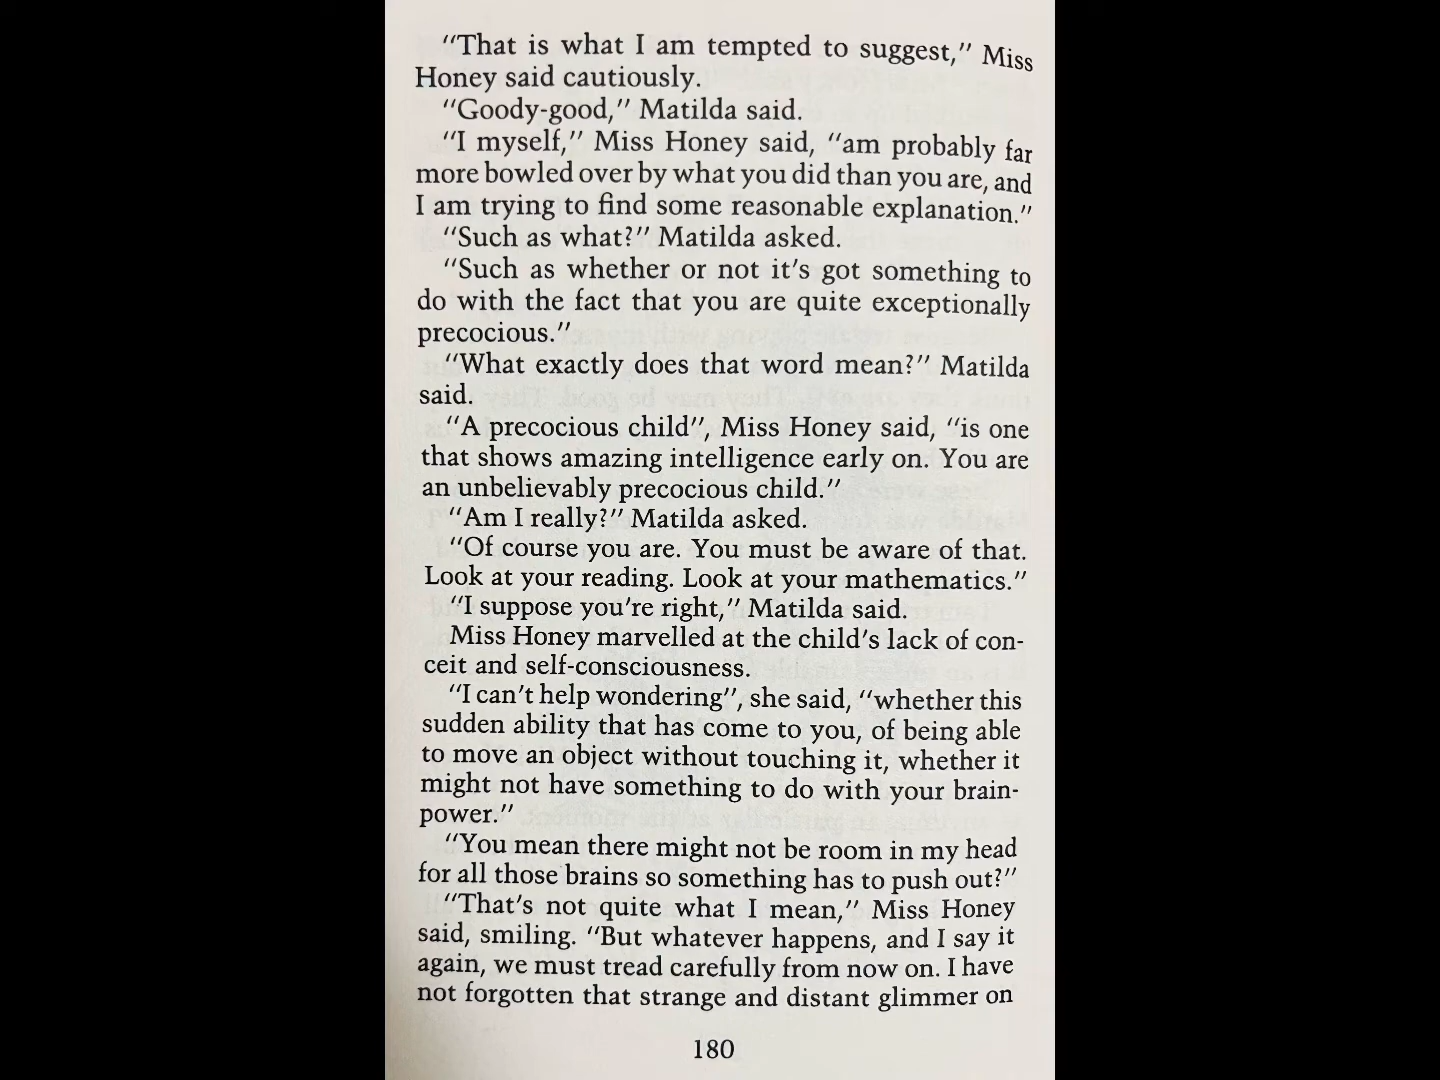 "That is what I am tempted to suggest," Miss
Honey said cautiously.
"Goody-good," Matilda said.
"I myself," Miss Honey said, "am probably far
more bowled over by what you did than you are, and
I am trying to find some reasonable explanation."
"Such as what?" Matilda asked.
"Such as whether or not it's got something to
do with the fact that you are quite exceptionally
precocious."
"What exactly does that word mean?" Matilda
said.
"A precocious child", Miss Honey said, "is one
that shows amazing intelligence early on. You are
an unbelievably precocious child."
"Am I really?" Matilda asked.
"Of course you are. You must be aware of that.
Look at your reading. Look at your mathematics."
"I suppose you're right," Matilda said.
Miss Honey marvelled at the child's lack of con-
ceit and self-consciousness.
"I can't help wondering", she said, "whether this
sudden ability that has come to you, of being able
to move an object without touching it, whether it
might not have something to do with your brain-
power."
"You mean there might not be room in my head
for all those brains so something has to push out?"
"That's not quite what I mean," Miss Honey
said, smiling. "But whatever happens, and I say it
again, we must tread carefully from now on. I have
not forgotten that strange and distant glimmer on
180